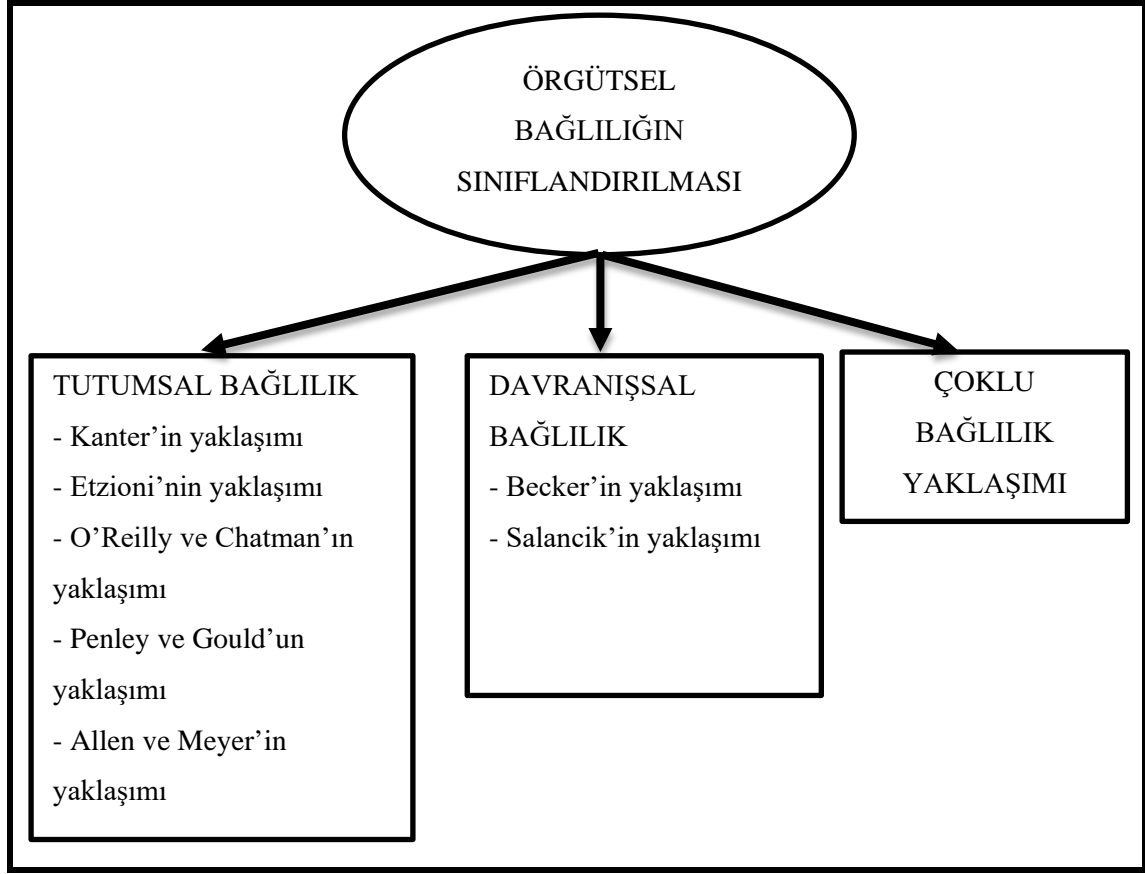 ÖRGÜTSEL
BAĞLILIĞIN
SINIFLANDIRILMASI
TUTUMSAL BAĞLILIK
- Kanter’in yaklaşımı
- Etzioni’nin yaklaşımı
- O’Reilly ve Chatman’ın
yaklaşımı
- Penley ve Gould’un
yaklaşımı
- Allen ve Meyer’in
yaklaşımı
DAVRANIŞSAL
BAĞLILIK
- Becker’in yaklaşımı
- Salancik’in yaklaşımı
ÇOKLU
BAĞLILIK
YAKLAŞIMI